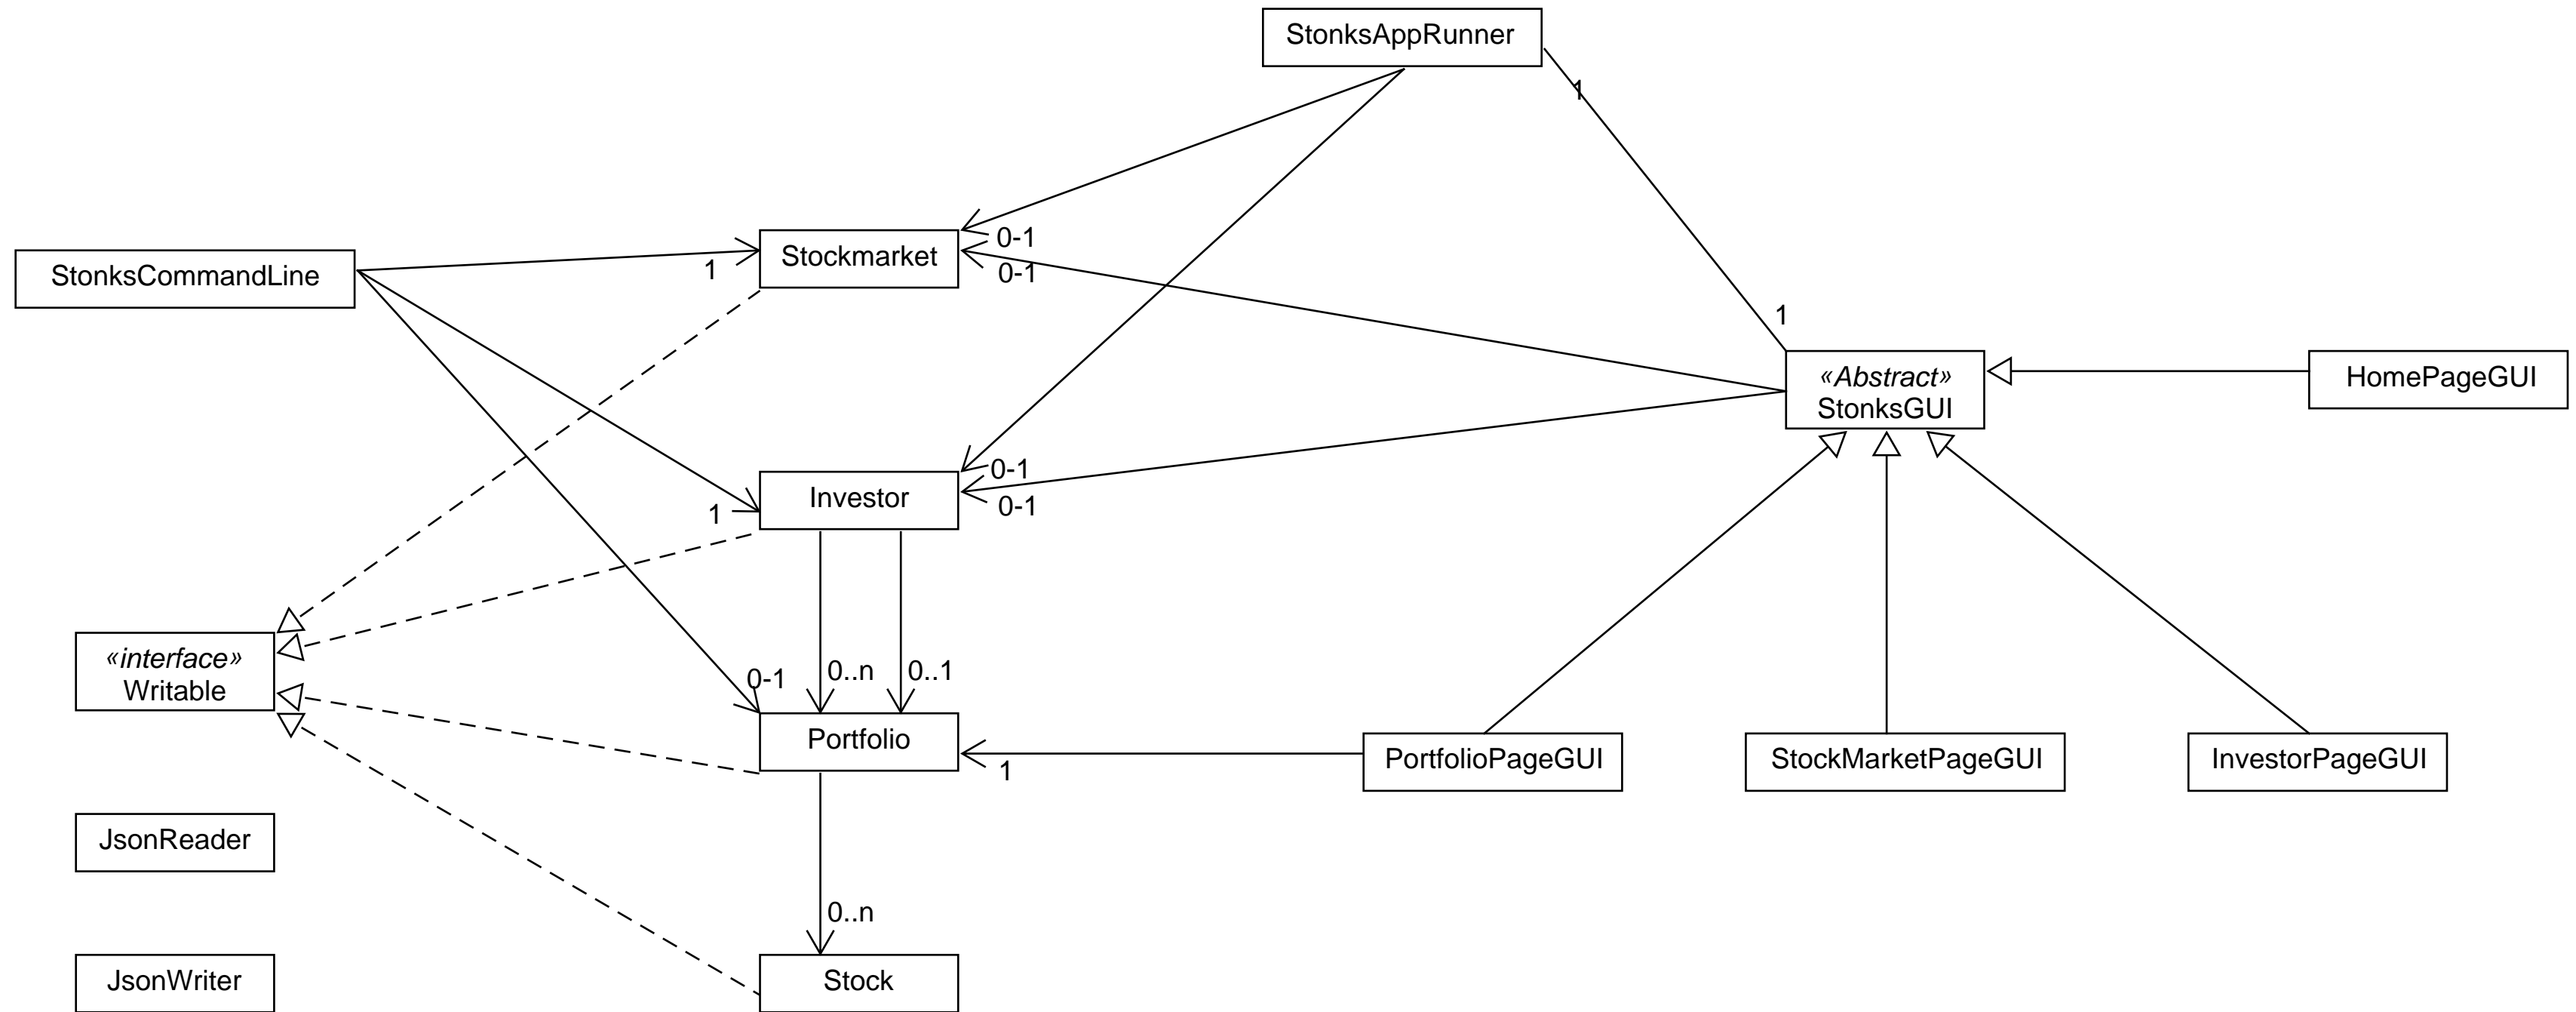 StonksAppRunner
1
0-1
Stockmarket
StonksCommandLine
1
0-1
1
«Abstract»
StonksGUI
HomePageGUI
0-1
Investor
0-1
1
«interface»
Writable
0-1
0..n
0..1
Portfolio
1
PortfolioPageGUI
StockMarketPageGUI
InvestorPageGUI
JsonReader
0..n
JsonWriter
Stock